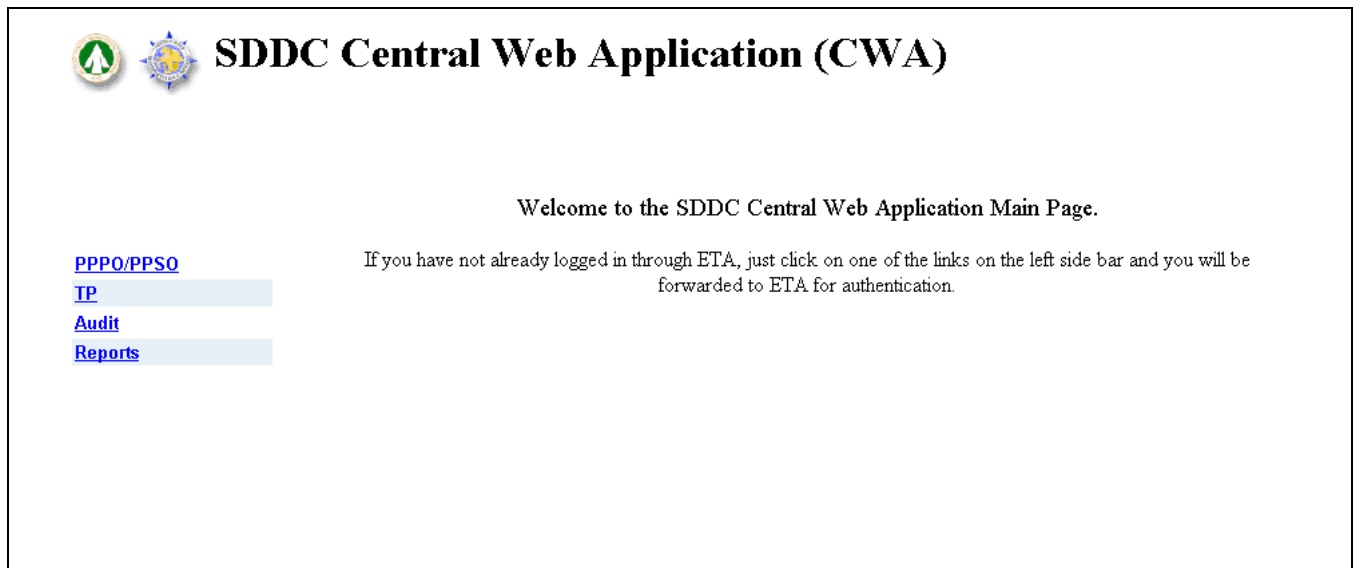 SDDC Central Web Application (CWA)
Welcome to the SDDC Central Web Application Main Page.
If you have not already logged in through ETA, just click on one of the links on the left side bar and you will be
forwarded to ETA for authentication.
PPPO/PPSO
TP
Audit
Reports